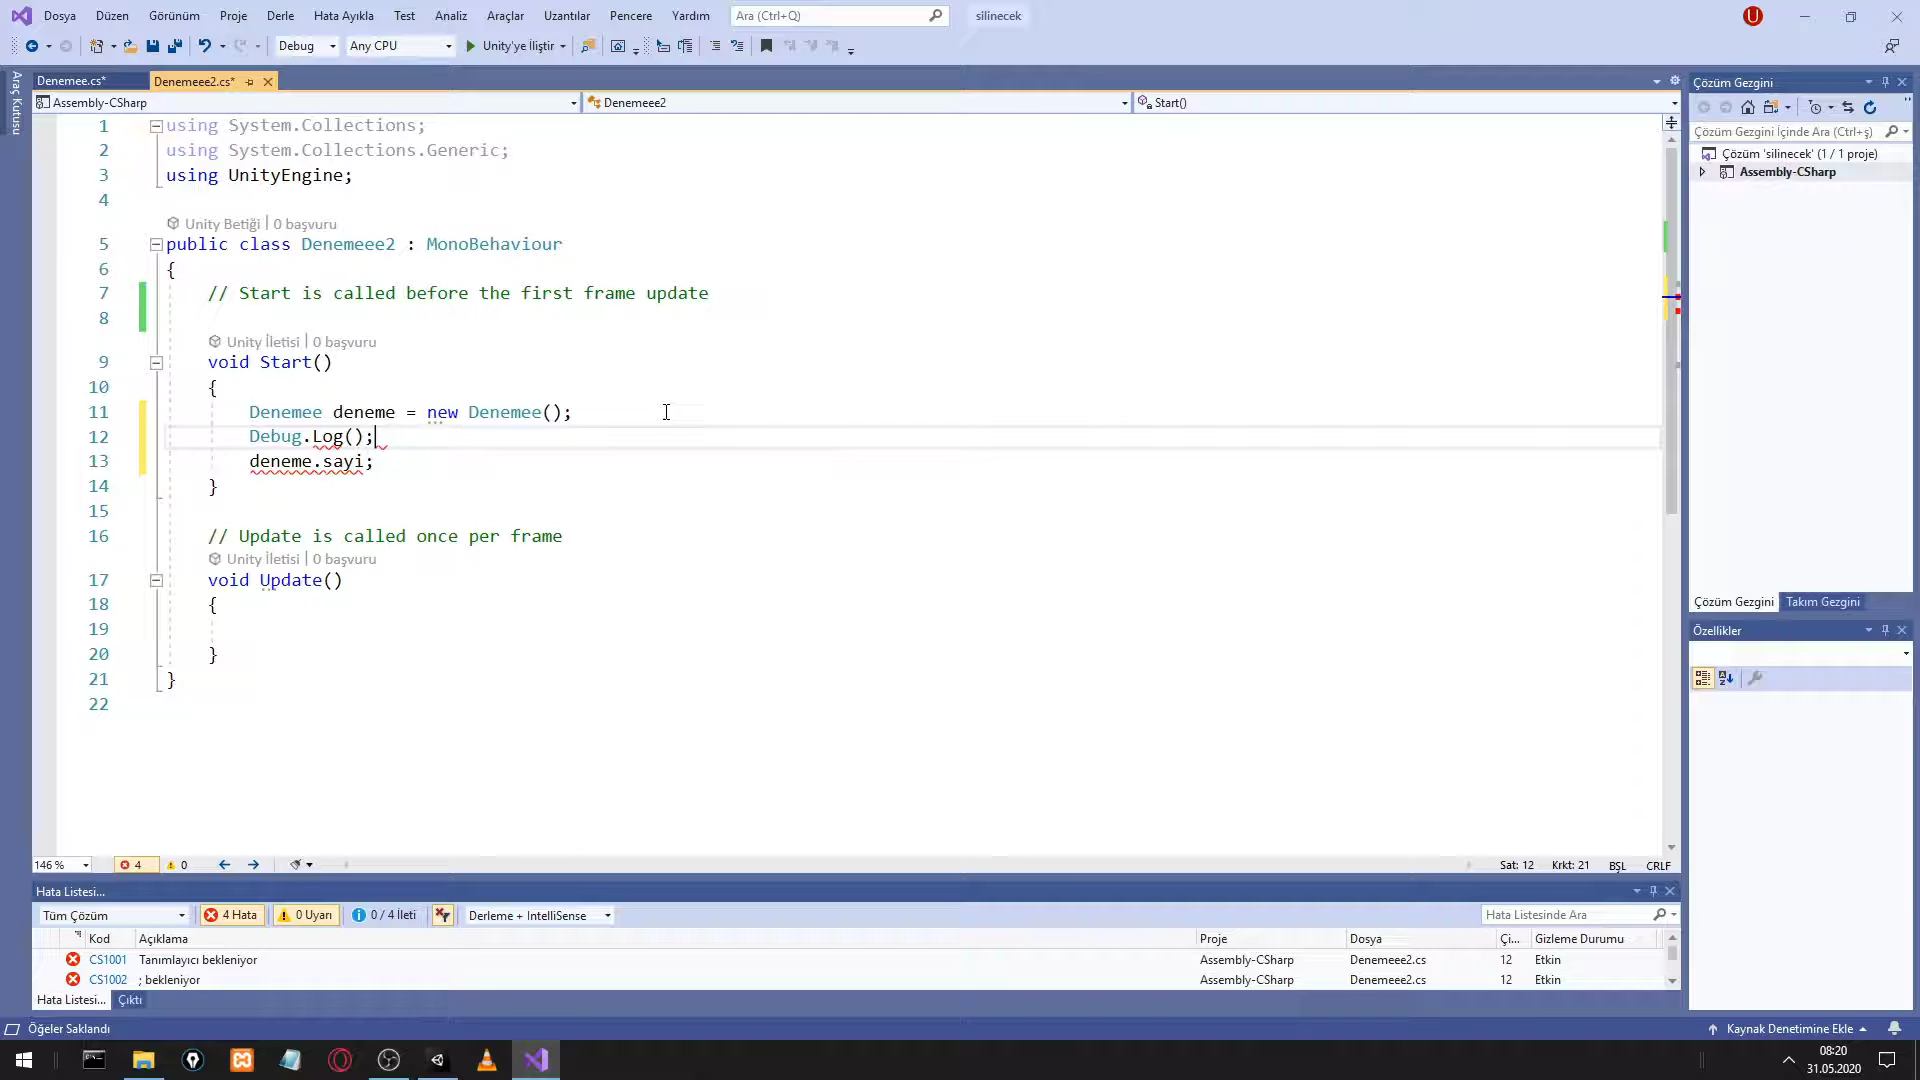 Dosya Düzen Görünüm Proje Derle Hata Ayıkla Test Analiz Araçlar Uzantılar Pencere Yardım Ara (Ctrl+Q) silinecek U
Debug Any CPU Unity'ye İliştir
Araç Kutusu
Denemee.cs* Denemeee2.cs*
Assembly-CSharp Denemeee2 Start()
1 using System.Collections;
2 using System.Collections.Generic;
3 using UnityEngine;
4
Unity Betiği | 0 başvuru
5 public class Denemeee2 : MonoBehaviour
6 {
7 // Start is called before the first frame update
8
Unity İletisi | 0 başvuru
9 void Start()
10 {
11 Denemee deneme = new Denemee();
12 Debug.Log();
13 deneme.sayi;
14 }
15
16 // Update is called once per frame
Unity İletisi | 0 başvuru
17 void Update()
18 {
19
20 }
21 }
22
146 % 4 0 Sat: 12 Krkt: 21 BŞL CRLF
Hata Listesi...
Tüm Çözüm 4 Hata 0 Uyarı 0 / 4 İleti Derleme + IntelliSense Hata Listesinde Ara
Kod Açıklama Proje Dosya Çi... Gizleme Durumu
CS1001 Tanımlayıcı bekleniyor Assembly-CSharp Denemeee2.cs 12 Etkin
CS1002 ; bekleniyor Assembly-CSharp Denemeee2.cs 12 Etkin
Hata Listesi... Çıktı
Çözüm Gezgini
Çözüm Gezgini İçinde Ara (Ctrl+ş)
Çözüm 'silinecek' (1 / 1 proje)
Assembly-CSharp
Çözüm Gezgini Takım Gezgini
Özellikler
Öğeler Saklandı Kaynak Denetimine Ekle
08:20
31.05.2020